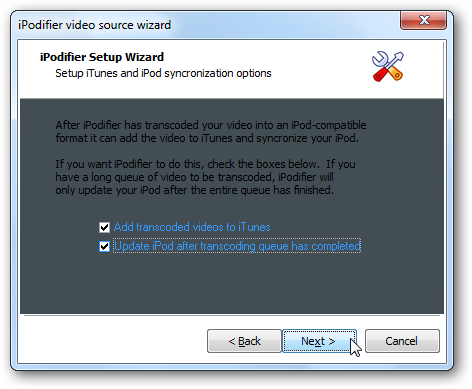 iPodifier video source wizard
iPodifier Setup Wizard
Setup iTunes and iPod syncronization options
After iPodifier has transcoded your video into an iPod-compatible
format it can add the video to iTunes and syncronize your iPod.
If you want iPodifier to do this, check the boxes below.  If you
have a long queue of video to be transcoded, iPodifier will
only update your iPod after the entire queue has finished.
Add transcoded videos to iTunes
Update iPod after transcoding queue has completed
< Back
Next >
Cancel